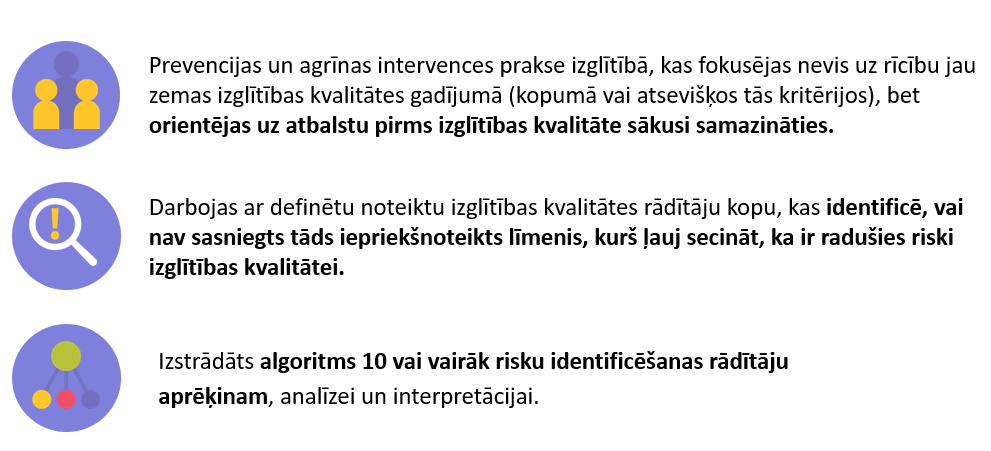 Prevencijas un agrīnas intervences prakse izglītībā, kas fokusējas nevis uz rīcību jau
zemas izglītības kvalitātes gadījumā (kopumā vai atsevišķos tās kritērijos), bet
orientējas uz atbalstu pirms izglītības kvalitāte sākusi samazināties.
Darbojas ar definētu noteiktu izglītības kvalitātes rādītāju kopu, kas identificē, vai
nav sasniegts tāds iepriekšnoteikts līmenis, kurš ļauj secināt, ka ir radušies riski
izglītības kvalitātei.
Izstrādāts algoritms 10 vai vairāk risku identificēšanas rādītāju
aprēķinam, analīzei un interpretācijai.